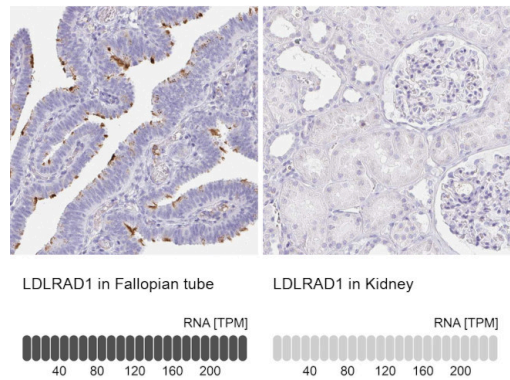 LDLRAD1 in Fallopian tube
RNA [TPM]
40 80 120 160 200
LDLRAD1 in Kidney
RNA [TPM]
40 80 120 160 200